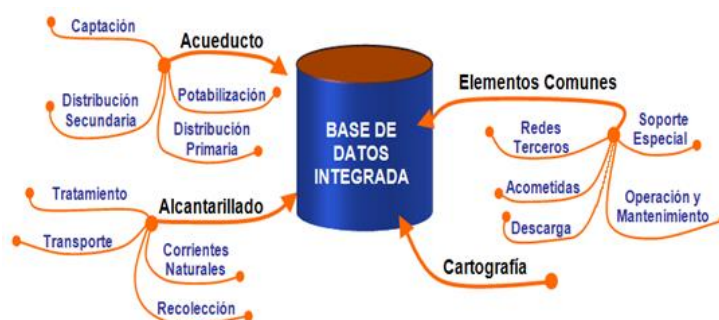 Captación
Acueducto
Distribución
Secundaria
Potabilización
Distribución
Primaria
BASE DE
DATOS
INTEGRADA
Elementos Comunes
Redes
Terceros
Soporte
Especial
Acometidas
Operación y
Mantenimiento
Descarga
Tratamiento
Alcantarillado
Transporte
Corrientes
Naturales
Recolección
Cartografía